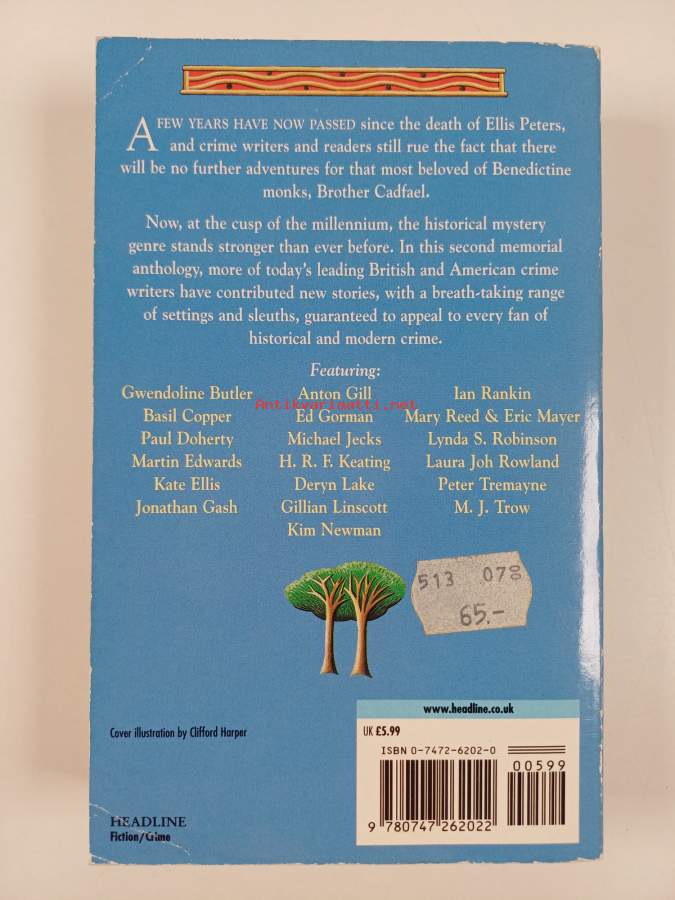 A FEW YEARS HAVE NOW PASSED since the death of Ellis Peters,
and crime writers and readers still rue the fact that there
will be no further adventures for that most beloved of Benedictine
monks, Brother Cadfael.
Now, at the cusp of the millennium, the historical mystery
genre stands stronger than ever before. In this second memorial
anthology, more of today's leading British and American crime
writers have contributed new stories, with a breath-taking range
of settings and sleuths, guaranteed to appeal to every fan of
historical and modern crime.
Featuring:
Gwendoline Butler Anton Gill Ian Rankin
Antikvariaatti.net
Basil Copper Ed Gorman Mary Reed & Eric Mayer
Paul Doherty Michael Jecks Lynda S. Robinson
Martin Edwards H. R. F. Keating Laura Joh Rowland
Kate Ellis Deryn Lake Peter Tremayne
Jonathan Gash Gillian Linscott M. J. Trow
Kim Newman
513 078
65.-
www.headline.co.uk
Cover illustration by Clifford Harper
UK £5.99
ISBN 0-7472-6202-0
00599
9 780747 262022
HEADLINE
Fiction/Crime